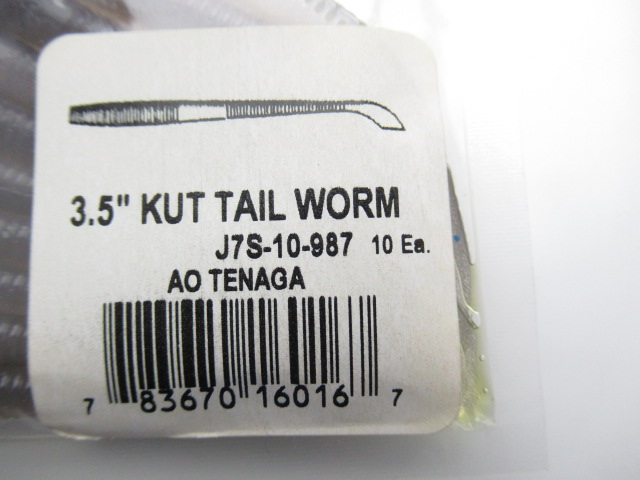 3.5" KUT TAIL WORM
J7S-10-987 10 Ea.
AO TENAGA
7 83670 16016 7